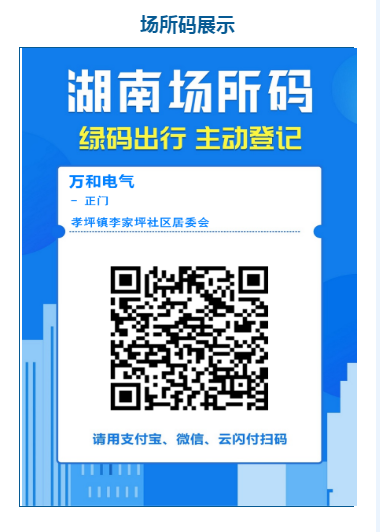 场所码展示
湖南场所码
绿码出行 主动登记
万和电气
- 正门
孝坪镇李家坪社区居委会
请用支付宝、微信、云闪付扫码